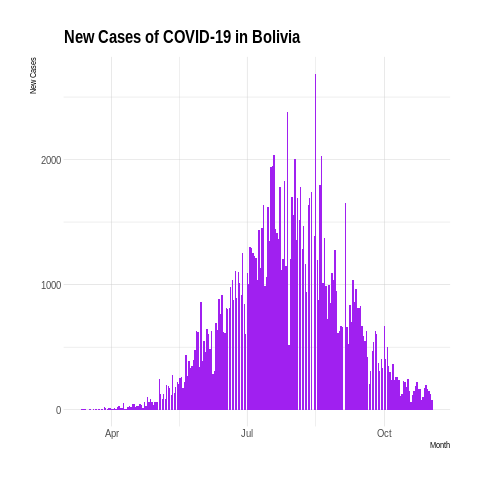 New Cases of COVID-19 in Bolivia
New Cases
2000
1000
0
Apr
Jul
Oct
Month